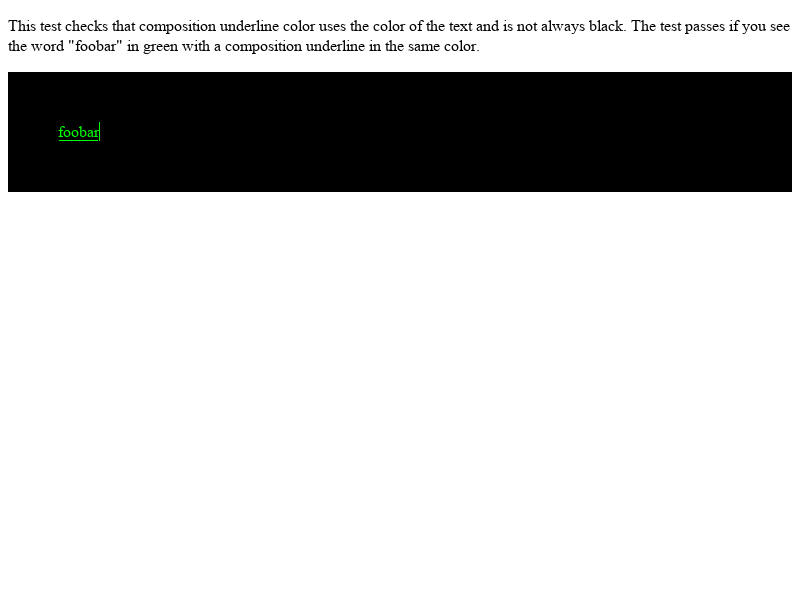 This test checks that composition underline color uses the color of the text and is not always black. The test passes if you see
the word "foobar" in green with a composition underline in the same color.
foobar